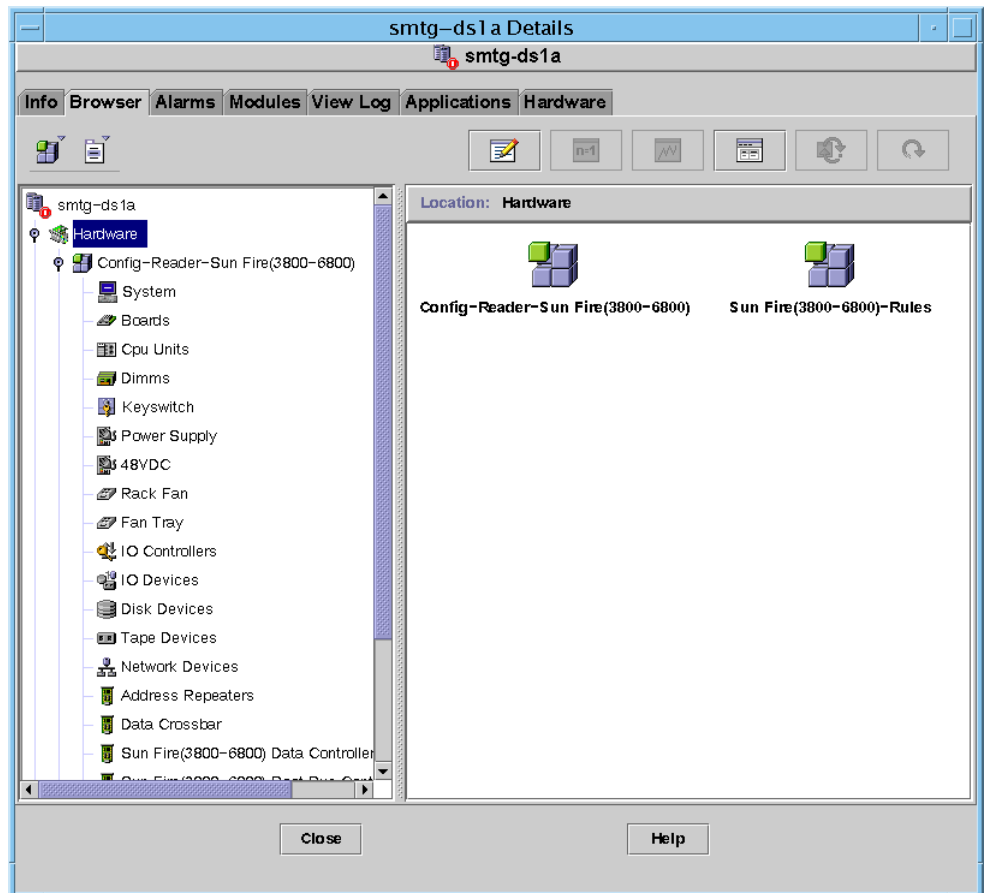 smtg-ds1a Details
smtg-ds1a
Info Browser Alarms Modules View Log Applications Hardware
n=1
smtg-ds1a
Hardware
Config-Reader-Sun Fire(3800-6800)
System
Boards
Cpu Units
Dimms
Keyswitch
Power Supply
48VDC
Rack Fan
Fan Tray
IO Controllers
IO Devices
Disk Devices
Tape Devices
Network Devices
Address Repeaters
Data Crossbar
Sun Fire(3800-6800) Data Controller
Location: Hardware
Config-Reader-Sun Fire(3800-6800) Sun Fire(3800-6800)-Rules
Close Help